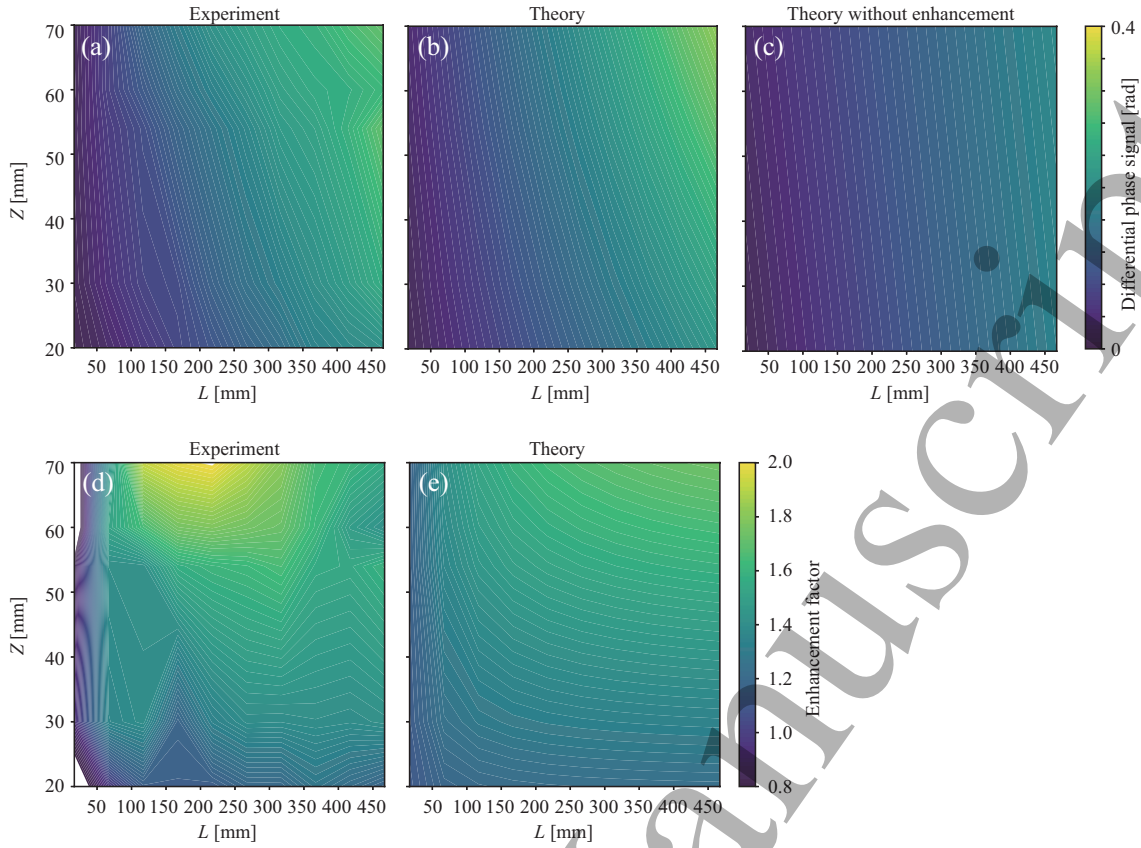 Experiment
Theory
Theory without enhancement
(a)
(b)
(c)
70
60
50
40
30
20
Z [mm]
50 100 150 200 250 300 350 400 450
L [mm]
50 100 150 200 250 300 350 400 450
L [mm]
50 100 150 200 250 300 350 400 450
L [mm]
0.4
0
Differential phase signal [rad]
Experiment
Theory
(d)
(e)
70
60
50
40
30
20
Z [mm]
50 100 150 200 250 300 350 400 450
L [mm]
50 100 150 200 250 300 350 400 450
L [mm]
2.0
1.8
1.6
1.4
1.2
1.0
0.8
Enhancement factor
anuscrip